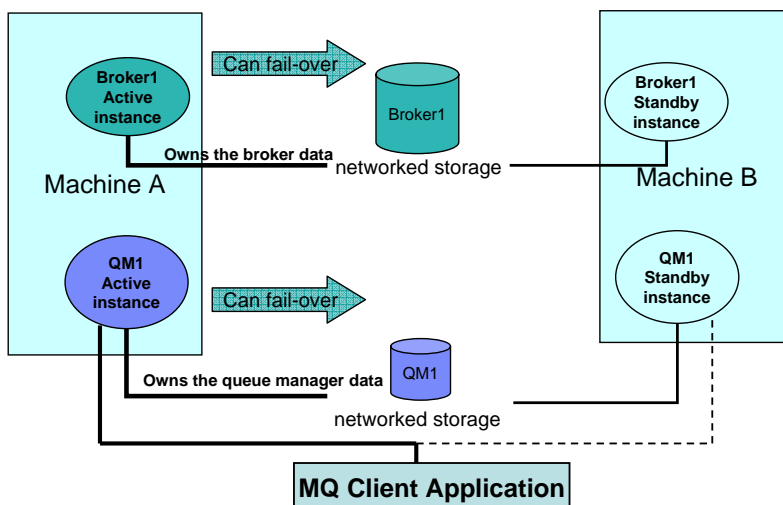 Can fail-over
Broker1
Active
instance
Broker1
Broker1
Standby
instance
Owns the broker data
networked storage
Machine A
Machine B
QM1
Active
instance
Can fail-over
QM1
Standby
instance
Owns the queue manager data
QM1
networked storage
MQ Client Application